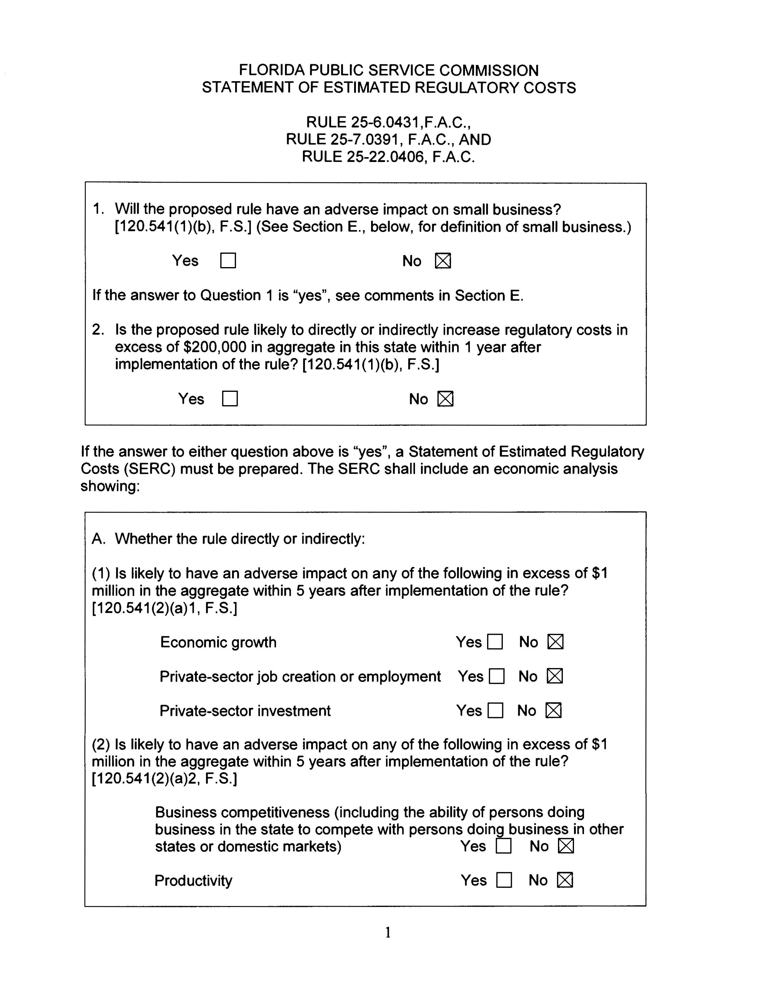 FLORIDA PUBLIC SERVICE COMMISSION
STATEMENT OF ESTIMATED REGULATORY COSTS
RULE 25-6.0431,F.A.C.,
RULE 25-7.0391, F.A.C., AND
RULE 25-22.0406, F.A.C.
1. Will the proposed rule have an adverse impact on small business?
[120.541(1)(b), F.S.] (See Section E., below, for definition of small business.)
Yes ☐ No ☒
If the answer to Question 1 is “yes”, see comments in Section E.
2. Is the proposed rule likely to directly or indirectly increase regulatory costs in
excess of $200,000 in aggregate in this state within 1 year after
implementation of the rule? [120.541(1)(b), F.S.]
Yes ☐ No ☒
If the answer to either question above is “yes”, a Statement of Estimated Regulatory
Costs (SERC) must be prepared. The SERC shall include an economic analysis
showing:
A. Whether the rule directly or indirectly:
(1) Is likely to have an adverse impact on any of the following in excess of $1
million in the aggregate within 5 years after implementation of the rule?
[120.541(2)(a)1, F.S.]
Economic growth Yes ☐ No ☒
Private-sector job creation or employment Yes ☐ No ☒
Private-sector investment Yes ☐ No ☒
(2) Is likely to have an adverse impact on any of the following in excess of $1
million in the aggregate within 5 years after implementation of the rule?
[120.541(2)(a)2, F.S.]
Business competitiveness (including the ability of persons doing
business in the state to compete with persons doing business in other
states or domestic markets) Yes ☐ No ☒
Productivity Yes ☐ No ☒
1